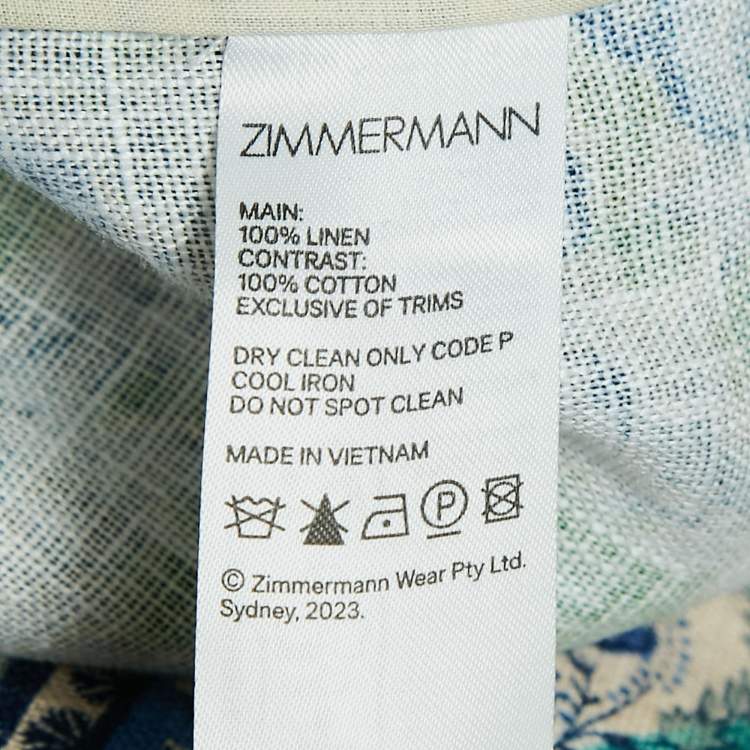 ZIMMERMANN
MAIN:
100% LINEN
CONTRAST:
100% COTTON
EXCLUSIVE OF TRIMS
DRY CLEAN ONLY CODE P
COOL IRON
DO NOT SPOT CLEAN
MADE IN VIETNAM
P
© Zimmermann Wear Pty Ltd.
Sydney, 2023.